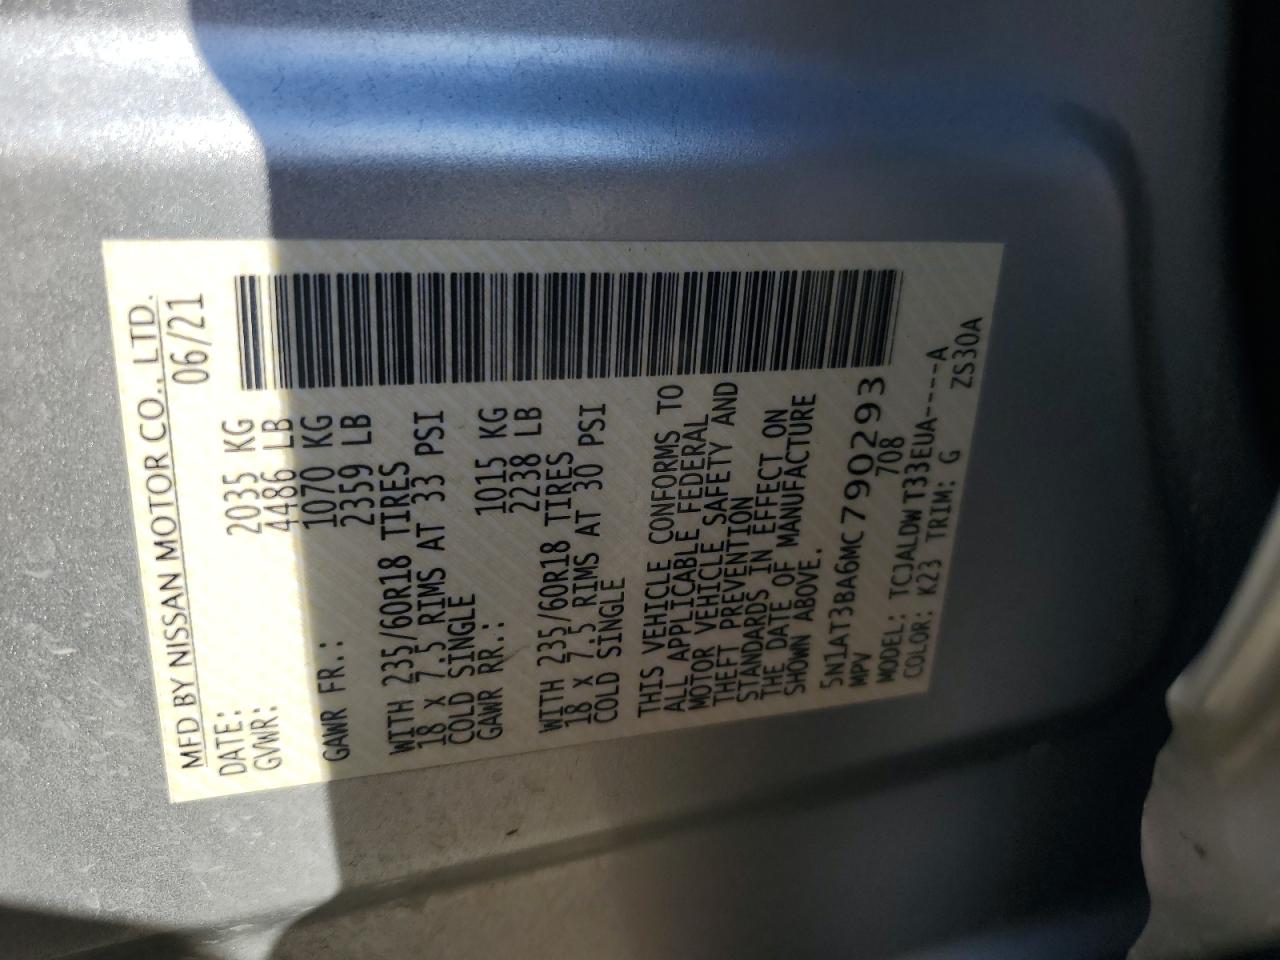 MFD BY NISSAN MOTOR CO., LTD.
DATE: 06/21
GVWR: 2035 KG
4486 LB
GAWR FR.: 1070 KG
2359 LB
WITH 235/60R18 TIRES
18 X 7.5 RIMS AT 33 PSI
COLD SINGLE
GAWR RR.: 1015 KG
2238 LB
WITH 235/60R18 TIRES
18 X 7.5 RIMS AT 30 PSI
COLD SINGLE
THIS VEHICLE CONFORMS TO
ALL APPLICABLE FEDERAL
MOTOR VEHICLE SAFETY AND
THEFT PREVENTION
STANDARDS IN EFFECT ON
THE DATE OF MANUFACTURE
SHOWN ABOVE.
5N1AT3BA6MC790293
MPV 708
MODEL: TCJALDWT33EUA-----A
COLOR: K23 TRIM: G ZS30A